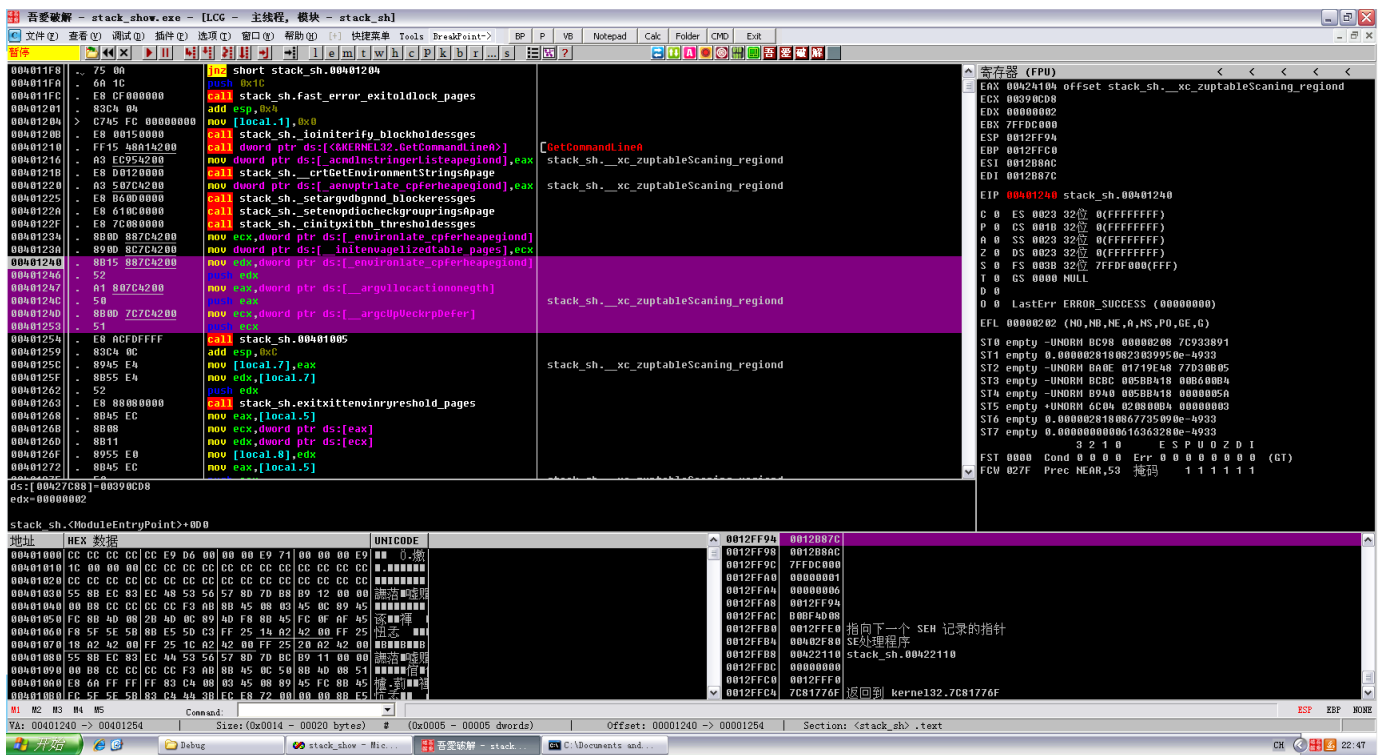 吾爱破解 - stack_show.exe - [LCG - 主线程, 模块 - stack_sh]
文件(F) 查看(V) 调试(D) 插件(P) 选项(T) 窗口(W) 帮助(H) [+] 快捷菜单 Tools BreakPoint-> BP P VB Notepad Calc Folder CMD Exit
暂停 l e m t w h c P k b r ... s ? 吾 爱 破 解
004011F8 . 75 0A jnz short stack_sh.00401204
004011FA . 6A 1C push 0x1C
004011FC . E8 CF000000 call stack_sh.fast_error_exitoldlock_pages
00401201 . 83C4 04 add esp,0x4
00401204 > C745 FC 00000000 mov [local.1],0x0
0040120B . E8 00150000 call stack_sh._ioiniterify_blockholdessges
00401210 . FF15 48A14200 call dword ptr ds:[<&KERNEL32.GetCommandLineA>] [GetCommandLineA
00401216 . A3 EC954200 mov dword ptr ds:[_acmdlnstringerListeapegiond],eax stack_sh.__xc_zuptableScaning_regiond
0040121B . E8 D0120000 call stack_sh.__crtGetEnvironmentStringsApage
00401220 . A3 507C4200 mov dword ptr ds:[_aenvptrlate_cpferheapegiond],eax stack_sh.__xc_zuptableScaning_regiond
00401225 . E8 B60D0000 call stack_sh._setargvdbgnnd_blockeressges
0040122A . E8 610C0000 call stack_sh._setenvpdiocheckgroupringsApage
0040122F . E8 7C080000 call stack_sh._cinityxitbh_thresholdessges
00401234 . 8B0D 887C4200 mov ecx,dword ptr ds:[_environlate_cpferheapegiond]
0040123A . 890D 8C7C4200 mov dword ptr ds:[__initenvagelizedtable_pages],ecx
00401240 . 8B15 887C4200 mov edx,dword ptr ds:[_environlate_cpferheapegiond]
00401246 . 52 push edx
00401247 . A1 807C4200 mov eax,dword ptr ds:[__argvllocactiononegth]
0040124C . 50 push eax stack_sh.__xc_zuptableScaning_regiond
0040124D . 8B0D 7C7C4200 mov ecx,dword ptr ds:[__argcUpVeckrpDefer]
00401253 . 51 push ecx
00401254 . E8 ACFDFFFF call stack_sh.00401005
00401259 . 83C4 0C add esp,0xC
0040125C . 8945 E4 mov [local.7],eax stack_sh.__xc_zuptableScaning_regiond
0040125F . 8B55 E4 mov edx,[local.7]
00401262 . 52 push edx
00401263 . E8 88080000 call stack_sh.exitxittenvinryreshold_pages
00401268 . 8B45 EC mov eax,[local.5]
0040126B . 8B08 mov ecx,dword ptr ds:[eax]
0040126D . 8B11 mov edx,dword ptr ds:[ecx]
0040126F . 8955 E0 mov [local.8],edx
00401272 . 8B45 EC mov eax,[local.5]
ds:[00427C88]=00390CD8
edx=00000002
stack_sh.<ModuleEntryPoint>+0D0
寄存器 (FPU) < < < < <
EAX 00424104 offset stack_sh.__xc_zuptableScaning_regiond
ECX 00390CD8
EDX 00000002
EBX 7FFDC000
ESP 0012FF94
EBP 0012FFC0
ESI 0012B8AC
EDI 0012B87C
EIP 00401240 stack_sh.00401240
C 0 ES 0023 32位 0(FFFFFFFF)
P 0 CS 001B 32位 0(FFFFFFFF)
A 0 SS 0023 32位 0(FFFFFFFF)
Z 0 DS 0023 32位 0(FFFFFFFF)
S 0 FS 003B 32位 7FFDF000(FFF)
T 0 GS 0000 NULL
D 0
O 0 LastErr ERROR_SUCCESS (00000000)
EFL 00000202 (NO,NB,NE,A,NS,PO,GE,G)
ST0 empty -UNORM BC98 00000208 7C933891
ST1 empty 0.0000028180823039950e-4933
ST2 empty -UNORM BA0E 01719E48 77D30B05
ST3 empty -UNORM BCBC 005BB418 00B600B4
ST4 empty -UNORM B940 005BB418 0000005A
ST5 empty +UNORM 6C04 020800B4 00000003
ST6 empty 0.0000028180867735090e-4933
ST7 empty 0.0000000000616363280e-4933
3 2 1 0 E S P U O Z D I
FST 0000 Cond 0 0 0 0 Err 0 0 0 0 0 0 0 0 (GT)
FCW 027F Prec NEAR,53 掩码 1 1 1 1 1 1
地址 HEX 数据 UNICODE
00401000 CC CC CC CC CC E9 D6 00 00 00 E9 71 00 00 00 E9
00401010 1C 00 00 00 CC CC CC CC CC CC CC CC CC CC CC CC
00401020 CC CC CC CC CC CC CC CC CC CC CC CC CC CC CC CC
00401030 55 8B EC 83 EC 48 53 56 57 8D 7D B8 B9 12 00 00
00401040 00 B8 CC CC CC CC F3 AB 8B 45 08 03 45 0C 89 45
00401050 FC 8B 4D 08 2B 4D 0C 89 4D F8 8B 45 FC 0F AF 45
00401060 F8 5F 5E 5B 8B E5 5D C3 FF 25 14 A2 42 00 FF 25
00401070 18 A2 42 00 FF 25 1C A2 42 00 FF 25 20 A2 42 00
00401080 55 8B EC 83 EC 44 53 56 57 8D 7D BC B9 11 00 00
00401090 00 B8 CC CC CC CC F3 AB 8B 45 0C 50 8B 4D 08 51
004010A0 E8 6A FF FF FF 83 C4 08 03 45 08 89 45 FC 8B 45
004010B0 FC 5F 5E 5B 83 C4 44 3B EC E8 72 00 00 00 8B E5
0012FF94 0012B87C
0012FF98 0012B8AC
0012FF9C 7FFDC000
0012FFA0 00000001
0012FFA4 00000006
0012FFA8 0012FF94
0012FFAC B0BF4D08
0012FFB0 0012FFE0 指向下一个 SEH 记录的指针
0012FFB4 00402F80 SE处理程序
0012FFB8 00422110 stack_sh.00422110
0012FFBC 00000000
0012FFC0 0012FFF0
0012FFC4 7C81776F 返回到 kernel32.7C81776F
M1 M2 M3 M4 M5 Command: ESP EBP NONE
VA: 00401240 -> 00401254 Size:(0x0014 - 00020 bytes) # (0x0005 - 00005 dwords) Offset: 00001240 -> 00001254 Section: <stack_sh> .text
开始 Debug stack_show - Mic... 吾爱破解 - stack... C:\Documents and... CH 22:47